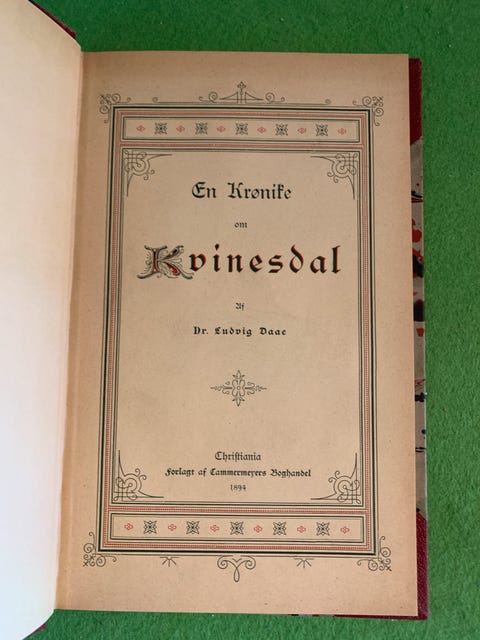 En Krønike
om
Kvinesdal
Af
Dr. Ludvig Daae
Christiania
Forlagt af Cammermeyers Boghandel
1894